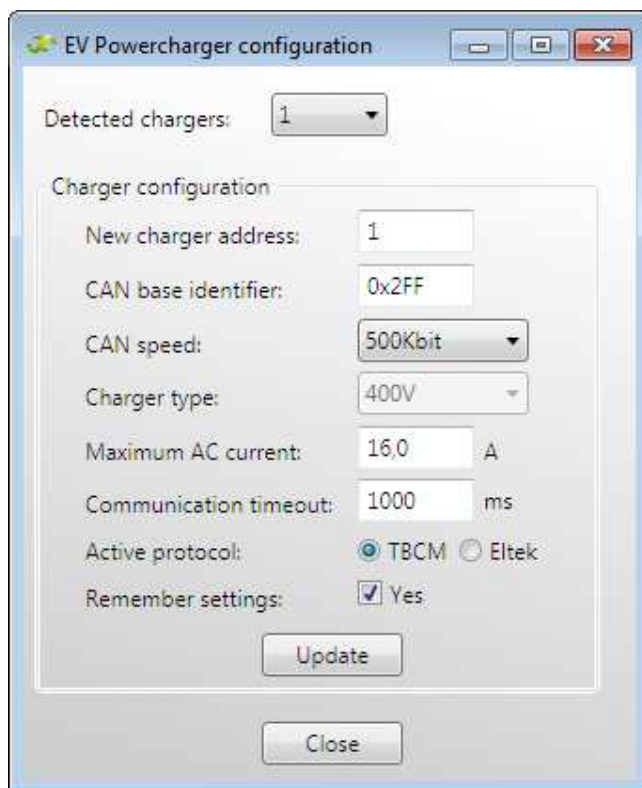 EV Powercharger configuration
Detected chargers: 1
Charger configuration
New charger address: 1
CAN base identifier: 0x2FF
CAN speed: 500Kbit
Charger type: 400V
Maximum AC current: 16,0 A
Communication timeout: 1000 ms
Active protocol: TBCM Eltek
Remember settings: Yes
Update
Close